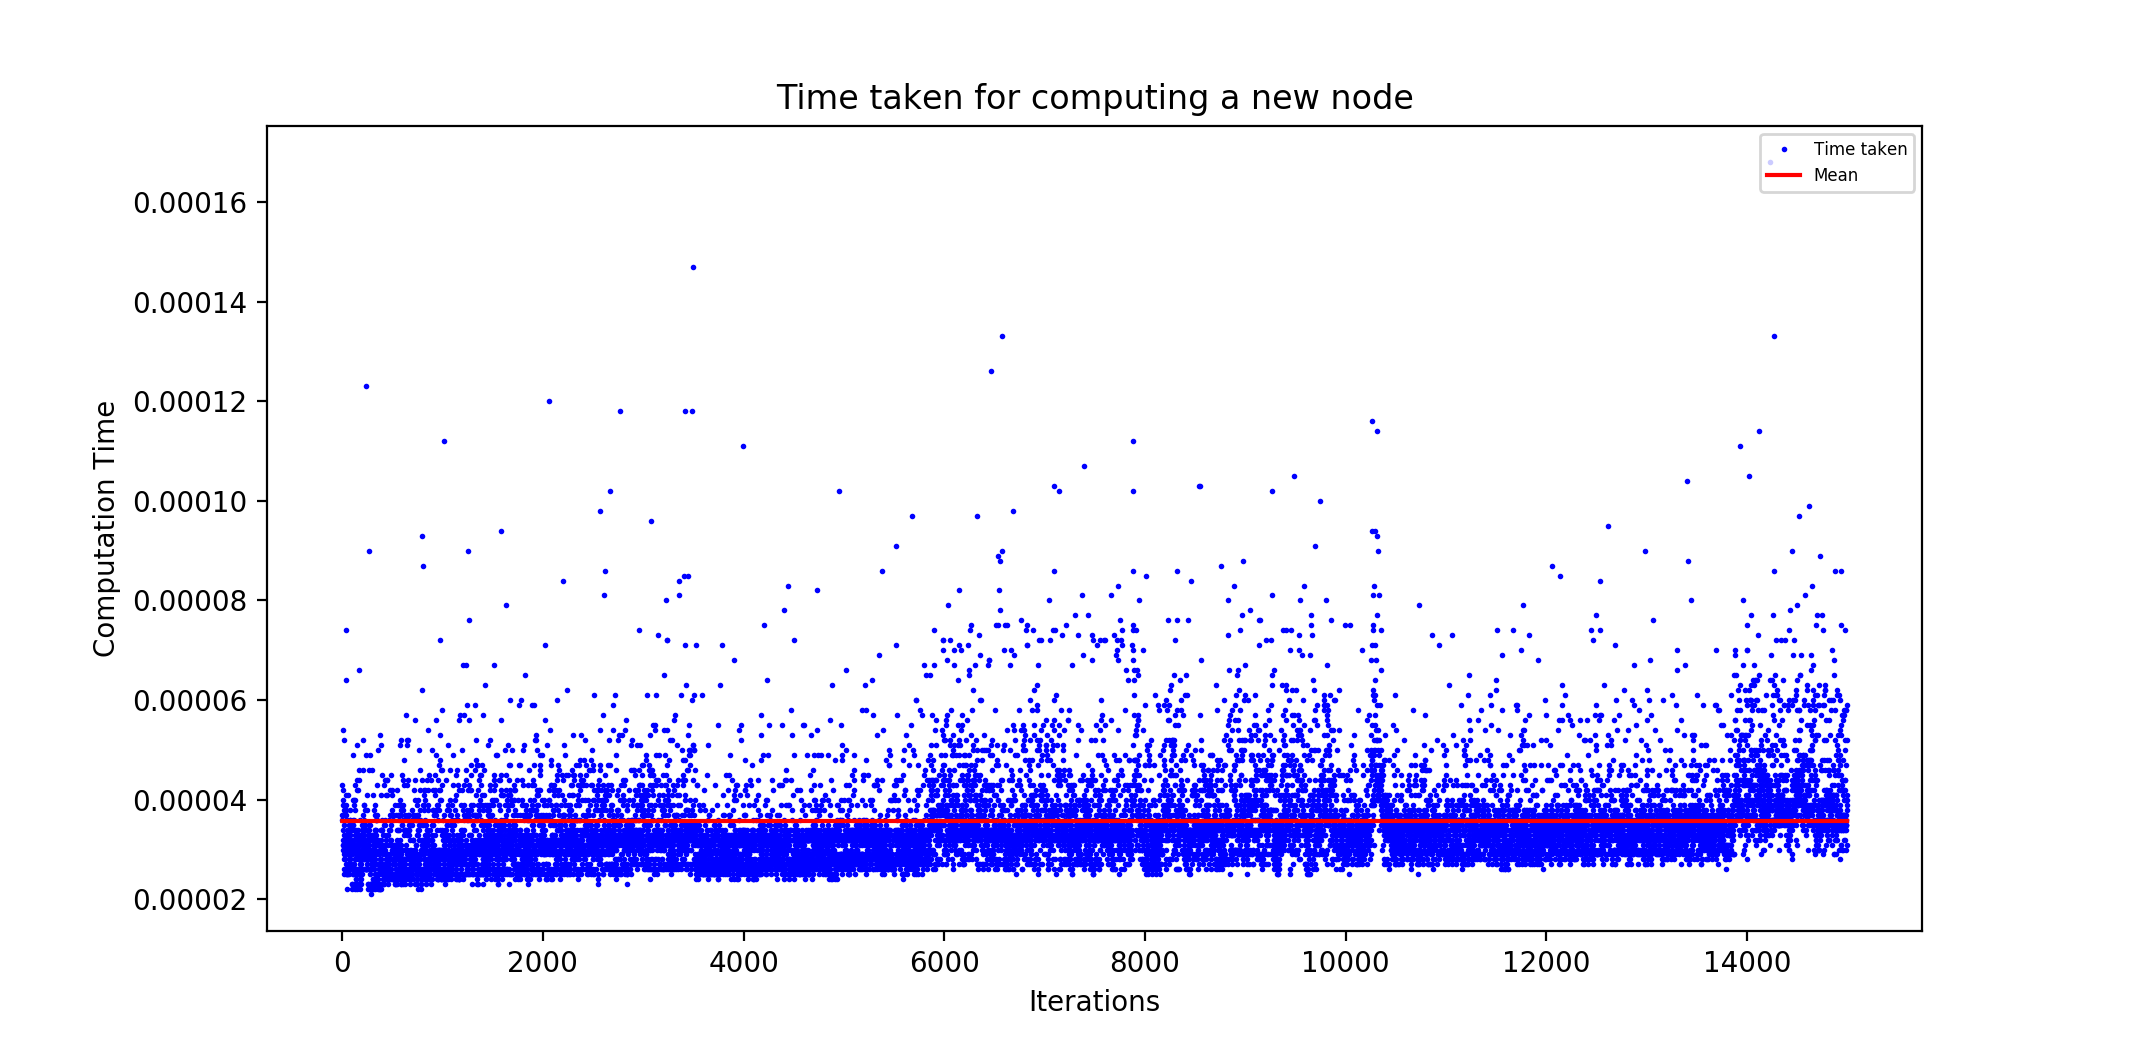 Time taken for computing a new node
Time taken
Mean
0.00016
0.00014
0.00012
0.00010
0.00008
0.00006
0.00004
0.00002
Computation Time
0 2000 4000 6000 8000 10000 12000 14000
Iterations